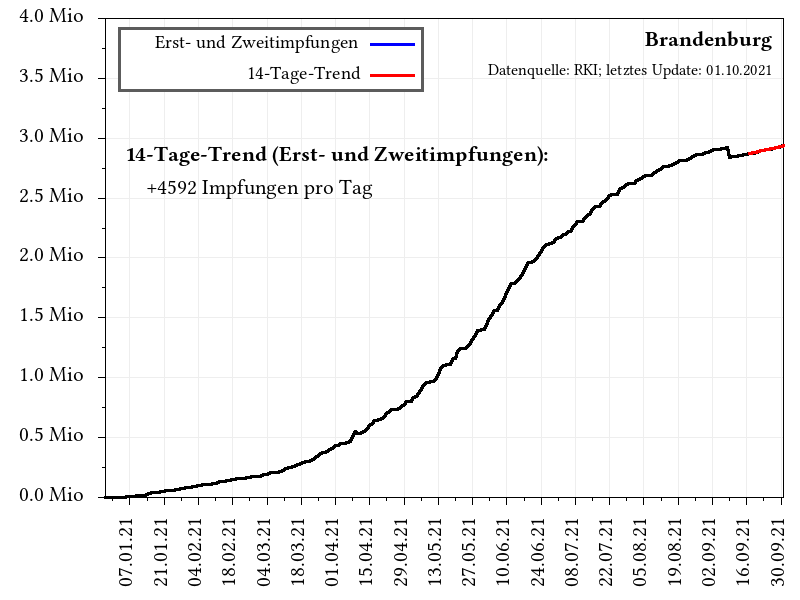 4.0 Mio
3.5 Mio
3.0 Mio
2.5 Mio
2.0 Mio
1.5 Mio
1.0 Mio
0.5 Mio
0.0 Mio
Erst- und Zweitimpfungen
14-Tage-Trend
Brandenburg
Datenquelle: RKI; letztes Update: 01.10.2021
14-Tage-Trend (Erst- und Zweitimpfungen):
+4592 Impfungen pro Tag
07.01.21
21.01.21
04.02.21
18.02.21
04.03.21
18.03.21
01.04.21
15.04.21
29.04.21
13.05.21
27.05.21
10.06.21
24.06.21
08.07.21
22.07.21
05.08.21
19.08.21
02.09.21
16.09.21
30.09.21